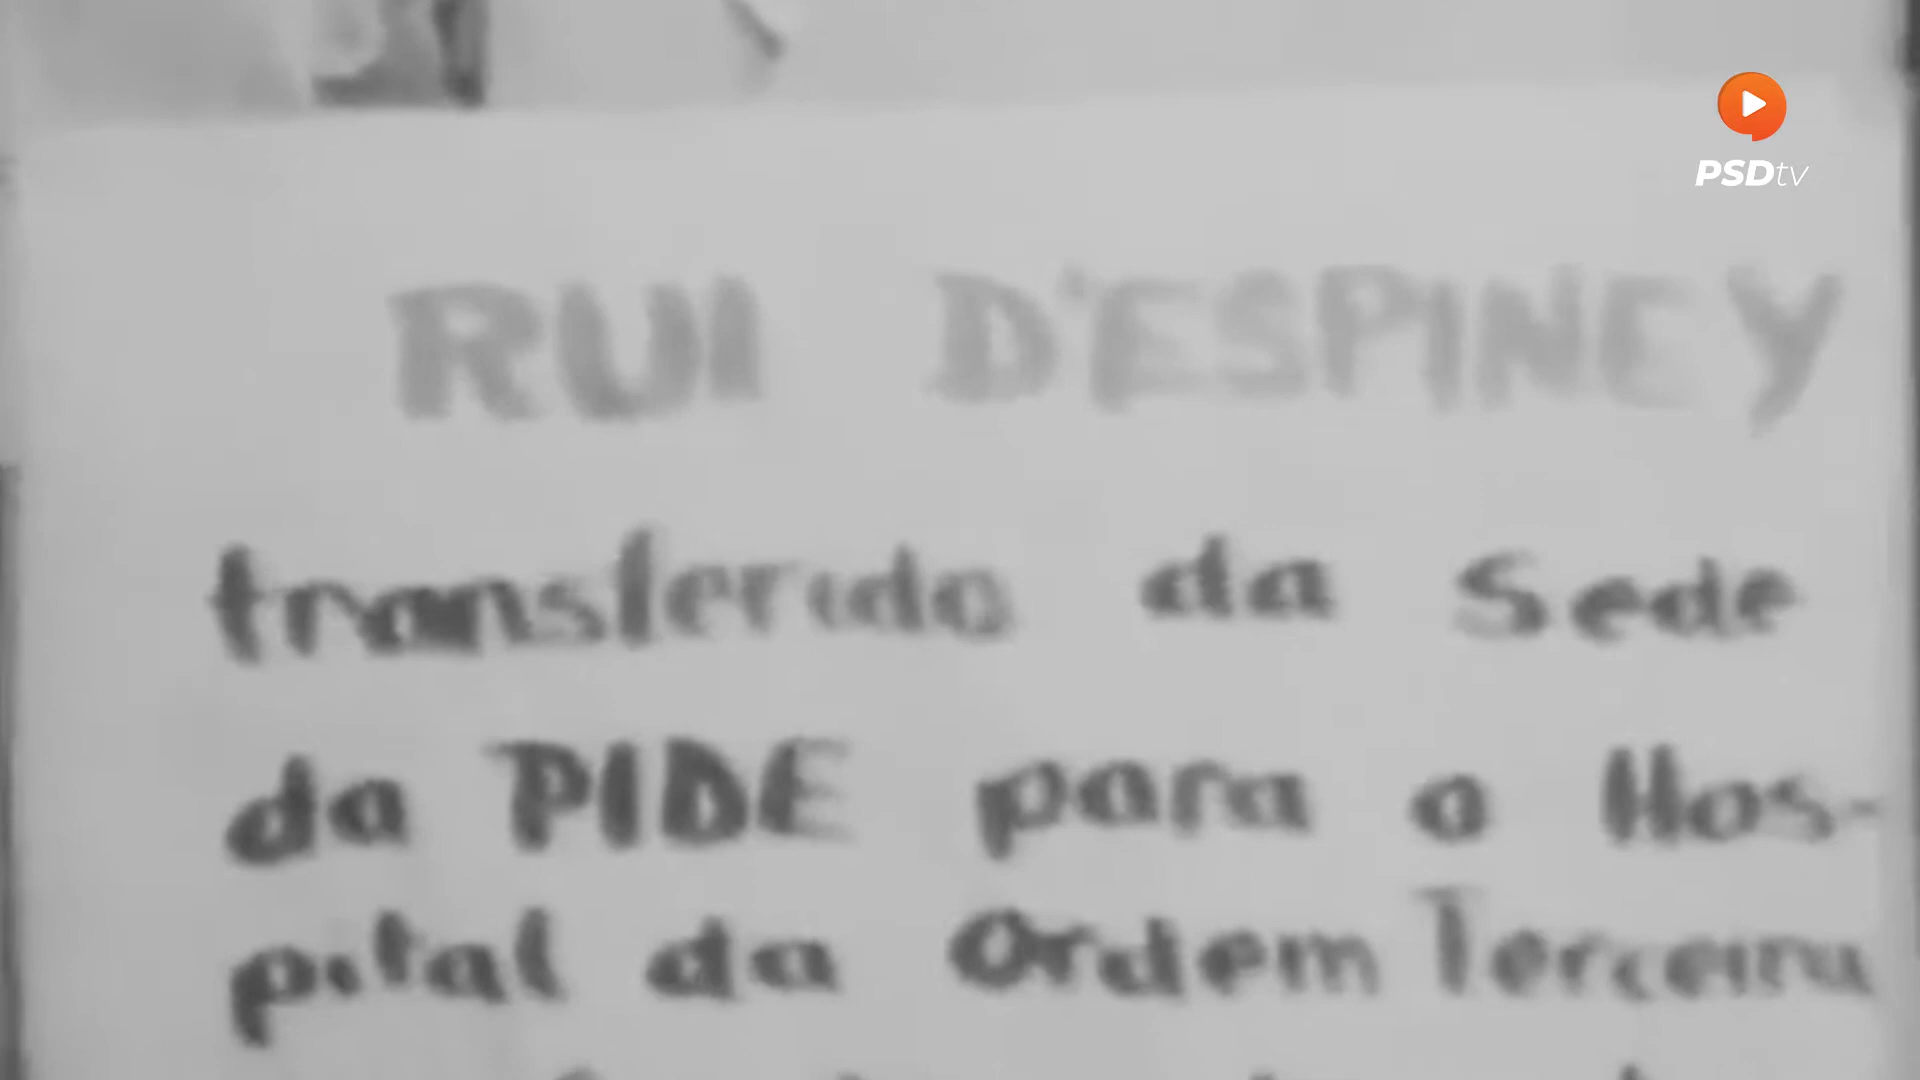 PSDtv
RUI D'ESPINEY
transferido da Sede
da PIDE para o Hos-
pital da Ordem Terceira